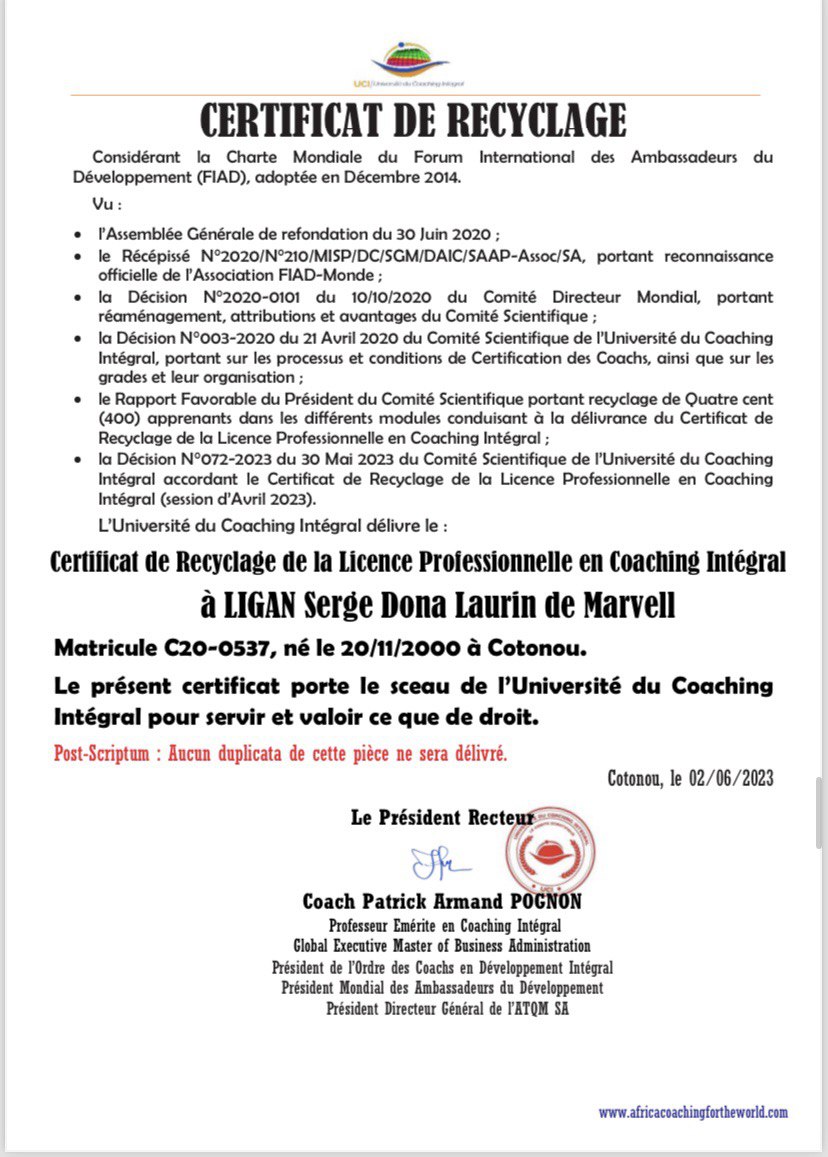 UCI/Université du Coaching Intégral
CERTIFICAT DE RECYCLAGE
Considérant la Charte Mondiale du Forum International des Ambassadeurs du
Développement (FIAD), adoptée en Décembre 2014.
Vu :
• l'Assemblée Générale de refondation du 30 Juin 2020 ;
• le Récépissé N°2020/N°210/MISP/DC/SGM/DAIC/SAAP-Assoc/SA, portant reconnaissance
officielle de l'Association FIAD-Monde ;
• la Décision N°2020-0101 du 10/10/2020 du Comité Directeur Mondial, portant
réaménagement, attributions et avantages du Comité Scientifique ;
• la Décision N°003-2020 du 21 Avril 2020 du Comité Scientifique de l'Université du Coaching
Intégral, portant sur les processus et conditions de Certification des Coachs, ainsi que sur les
grades et leur organisation ;
• le Rapport Favorable du Président du Comité Scientifique portant recyclage de Quatre cent
(400) apprenants dans les différents modules conduisant à la délivrance du Certificat de
Recyclage de la Licence Professionnelle en Coaching Intégral ;
• la Décision N°072-2023 du 30 Mai 2023 du Comité Scientifique de l'Université du Coaching
Intégral accordant le Certificat de Recyclage de la Licence Professionnelle en Coaching
Intégral (session d'Avril 2023).
L'Université du Coaching Intégral délivre le :
Certificat de Recyclage de la Licence Professionnelle en Coaching Intégral
à LIGAN Serge Dona Laurin de Marvell
Matricule C20-0537, né le 20/11/2000 à Cotonou.
Le présent certificat porte le sceau de l'Université du Coaching
Intégral pour servir et valoir ce que de droit.
Post-Scriptum : Aucun duplicata de cette pièce ne sera délivré.
Cotonou, le 02/06/2023
Le Président Recteur
UNIVERSITÉ DU COACHING INTÉGRAL
UCI
Coach Patrick Armand POGNON
Professeur Emérite en Coaching Intégral
Global Executive Master of Business Administration
Président de l'Ordre des Coachs en Développement Intégral
Président Mondial des Ambassadeurs du Développement
Président Directeur Général de l'ATQM SA
www.africacoachingfortheworld.com